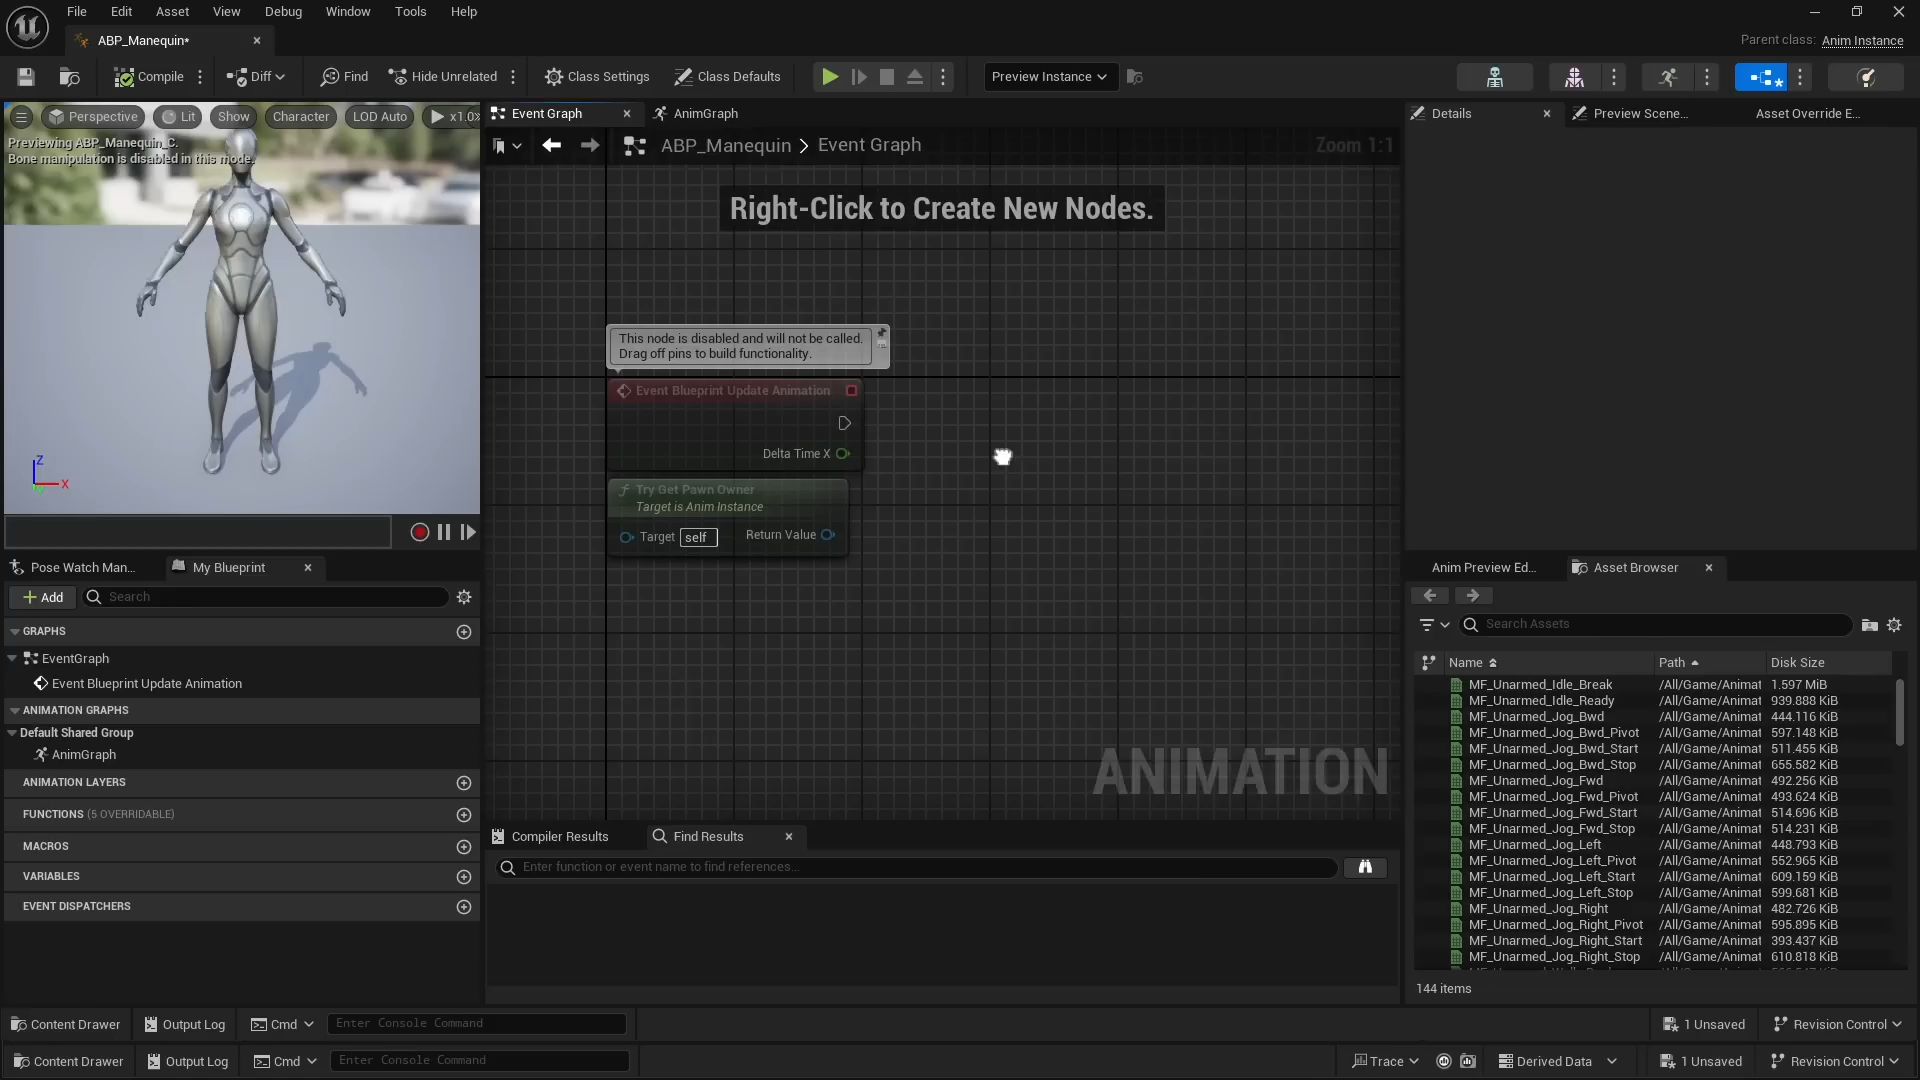 File Edit Asset View Debug Window Tools Help
ABP_Manequin*
Parent class: Anim Instance
Compile Diff Find Hide Unrelated Class Settings Class Defaults Preview Instance
Perspective Lit Show Character LOD Auto x1.0
Previewing ABP_Manequin_C.
Bone manipulation is disabled in this mode.
Z
X
Event Graph AnimGraph
ABP_Manequin > Event Graph
Zoom 1:1
Right-Click to Create New Nodes.
This node is disabled and will not be called.
Drag off pins to build functionality.
Event Blueprint Update Animation
Delta Time X
Try Get Pawn Owner
Target is Anim Instance
Target self Return Value
ANIMATION
Pose Watch Man... My Blueprint
Add Search
GRAPHS
EventGraph
Event Blueprint Update Animation
ANIMATION GRAPHS
Default Shared Group
AnimGraph
ANIMATION LAYERS
FUNCTIONS (5 OVERRIDABLE)
MACROS
VARIABLES
EVENT DISPATCHERS
Compiler Results Find Results
Enter function or event name to find references...
Details Preview Scene... Asset Override E...
Anim Preview Ed... Asset Browser
Search Assets
Name Path Disk Size
MF_Unarmed_Idle_Break /All/Game/Animat 1.597 MiB
MF_Unarmed_Idle_Ready /All/Game/Animat 939.888 KiB
MF_Unarmed_Jog_Bwd /All/Game/Animat 444.116 KiB
MF_Unarmed_Jog_Bwd_Pivot /All/Game/Animat 597.148 KiB
MF_Unarmed_Jog_Bwd_Start /All/Game/Animat 511.455 KiB
MF_Unarmed_Jog_Bwd_Stop /All/Game/Animat 655.582 KiB
MF_Unarmed_Jog_Fwd /All/Game/Animat 492.256 KiB
MF_Unarmed_Jog_Fwd_Pivot /All/Game/Animat 493.624 KiB
MF_Unarmed_Jog_Fwd_Start /All/Game/Animat 514.696 KiB
MF_Unarmed_Jog_Fwd_Stop /All/Game/Animat 514.231 KiB
MF_Unarmed_Jog_Left /All/Game/Animat 448.793 KiB
MF_Unarmed_Jog_Left_Pivot /All/Game/Animat 552.965 KiB
MF_Unarmed_Jog_Left_Start /All/Game/Animat 609.159 KiB
MF_Unarmed_Jog_Left_Stop /All/Game/Animat 599.681 KiB
MF_Unarmed_Jog_Right /All/Game/Animat 482.726 KiB
MF_Unarmed_Jog_Right_Pivot /All/Game/Animat 595.895 KiB
MF_Unarmed_Jog_Right_Start /All/Game/Animat 393.437 KiB
MF_Unarmed_Jog_Right_Stop /All/Game/Animat 610.818 KiB
144 items
Content Drawer Output Log Cmd Enter Console Command 1 Unsaved Revision Control
Content Drawer Output Log Cmd Enter Console Command Trace Derived Data 1 Unsaved Revision Control